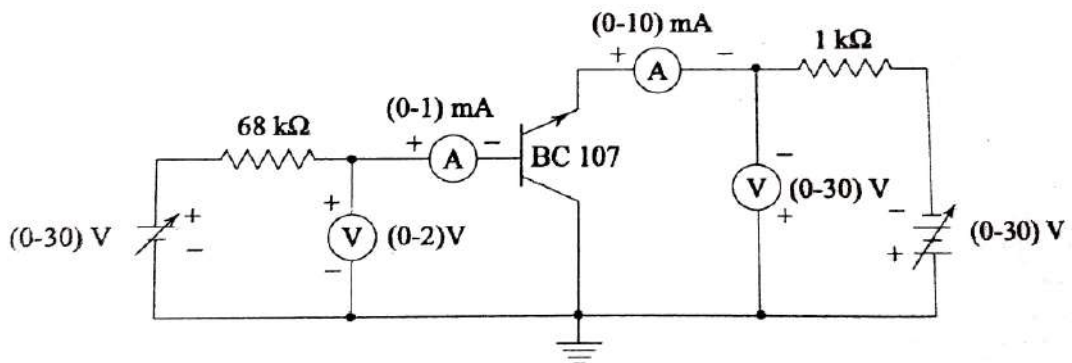 (0-10) mA
1 kΩ
+ A −
(0-1) mA
68 kΩ
+ A −
BC 107
− V + (0-30) V
(0-30) V + −
+ V − (0-2)V
− + (0-30) V